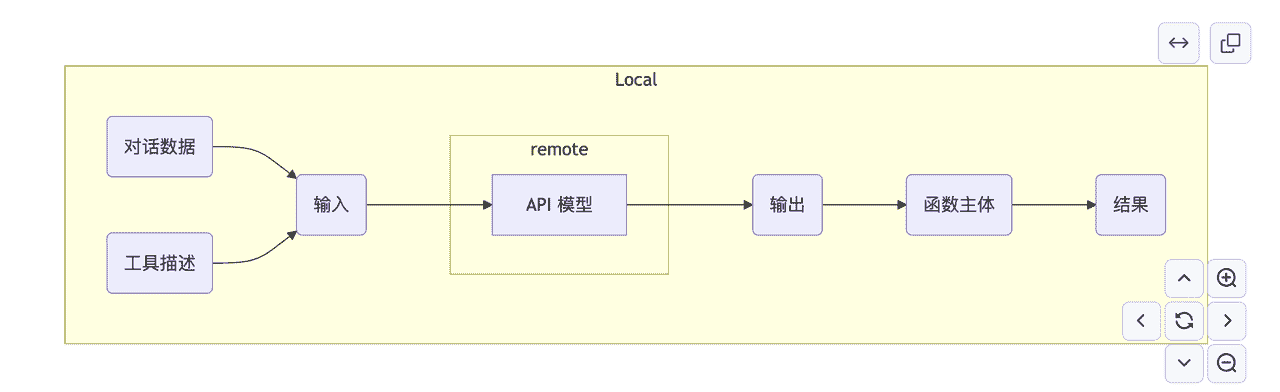 Local
对话数据
工具描述
输入
remote
API 模型
输出
函数主体
结果